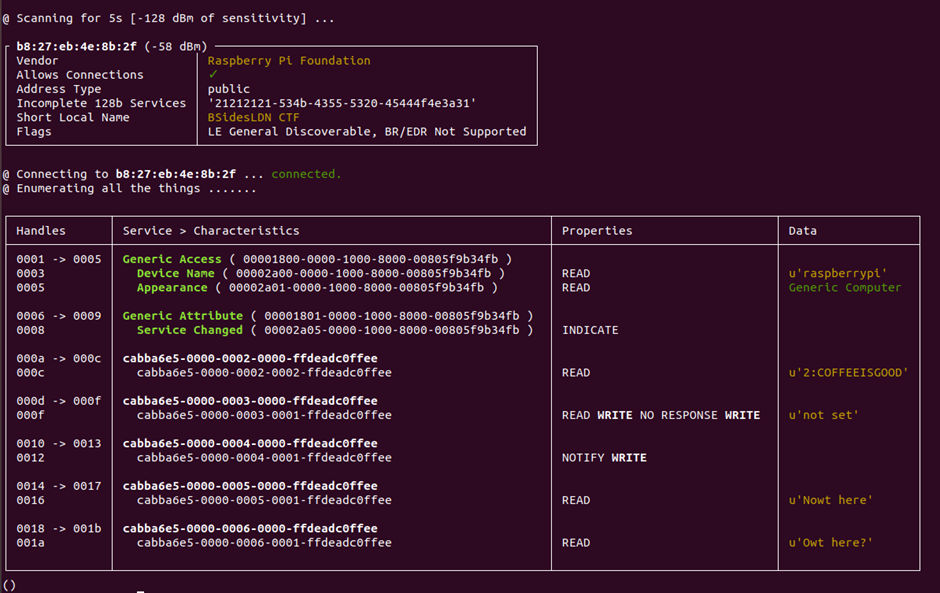 @ Scanning for 5s [-128 dBm of sensitivity] ...
b8:27:eb:4e:8b:2f (-58 dBm)
Vendor Raspberry Pi Foundation
Allows Connections ✓
Address Type public
Incomplete 128b Services '21212121-534b-4355-5320-45444f4e3a31'
Short Local Name BSidesLDN CTF
Flags LE General Discoverable, BR/EDR Not Supported
@ Connecting to b8:27:eb:4e:8b:2f ... connected.
@ Enumerating all the things .......
Handles Service > Characteristics Properties Data
0001 -> 0005 Generic Access ( 00001800-0000-1000-8000-00805f9b34fb )
0003 Device Name ( 00002a00-0000-1000-8000-00805f9b34fb ) READ u'raspberrypi'
0005 Appearance ( 00002a01-0000-1000-8000-00805f9b34fb ) READ Generic Computer
0006 -> 0009 Generic Attribute ( 00001801-0000-1000-8000-00805f9b34fb )
0008 Service Changed ( 00002a05-0000-1000-8000-00805f9b34fb ) INDICATE
000a -> 000c cabba6e5-0000-0002-0000-ffdeadc0ffee
000c cabba6e5-0000-0002-0002-ffdeadc0ffee READ u'2:COFFEEISGOOD'
000d -> 000f cabba6e5-0000-0003-0000-ffdeadc0ffee
000f cabba6e5-0000-0003-0001-ffdeadc0ffee READ WRITE NO RESPONSE WRITE u'not set'
0010 -> 0013 cabba6e5-0000-0004-0000-ffdeadc0ffee
0012 cabba6e5-0000-0004-0001-ffdeadc0ffee NOTIFY WRITE
0014 -> 0017 cabba6e5-0000-0005-0000-ffdeadc0ffee
0016 cabba6e5-0000-0005-0001-ffdeadc0ffee READ u'Nowt here'
0018 -> 001b cabba6e5-0000-0006-0000-ffdeadc0ffee
001a cabba6e5-0000-0006-0001-ffdeadc0ffee READ u'Owt here?'
()